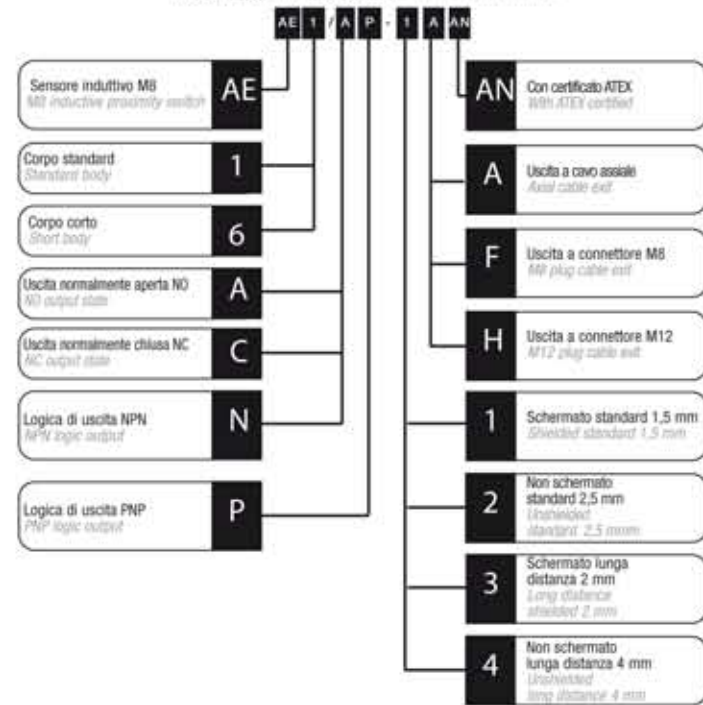 AE 1 / A P - 1 A AN
Sensore induttivo M8
M8 inductive proximity switch
AE
Corpo standard
Standard body
1
Corpo corto
Short body
6
Uscita normalmente aperta NO
NO output state
A
Uscita normalmente chiusa NC
NC output state
C
Logica di uscita NPN
NPN logic output
N
Logica di uscita PNP
PNP logic output
P
AN
Con certificato ATEX
With ATEX certified
A
Uscita a cavo assiale
Axial cable exit
F
Uscita a connettore M8
M8 plug cable exit
H
Uscita a connettore M12
M12 plug cable exit
1
Schermato standard 1,5 mm
Shielded standard 1,5 mm
2
Non schermato
standard 2,5 mm
Unshielded
standard 2,5 mmm
3
Schermato lunga
distanza 2 mm
Long distance
shielded 2 mm
4
Non schermato
lunga distanza 4 mm
Unshielded
long distance 4 mm